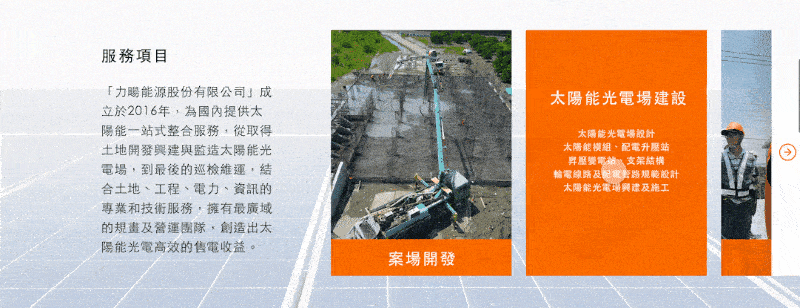 服務項目
「力暘能源股份有限公司」成
立於2016年，為國內提供太
陽能一站式整合服務，從取得
土地開發興建與監造太陽能光
電場，到最後的巡檢維運，結
合土地、工程、電力、資訊的
專業和技術服務，擁有最廣域
的規畫及營運團隊，創造出太
陽能光電高效的售電收益。
案場開發
太陽能光電場建設
太陽能光電場設計
太陽能模組、配電升壓站
昇壓變電站、支架結構
輸電線路及配電管路規範設計
太陽能光電場興建及施工